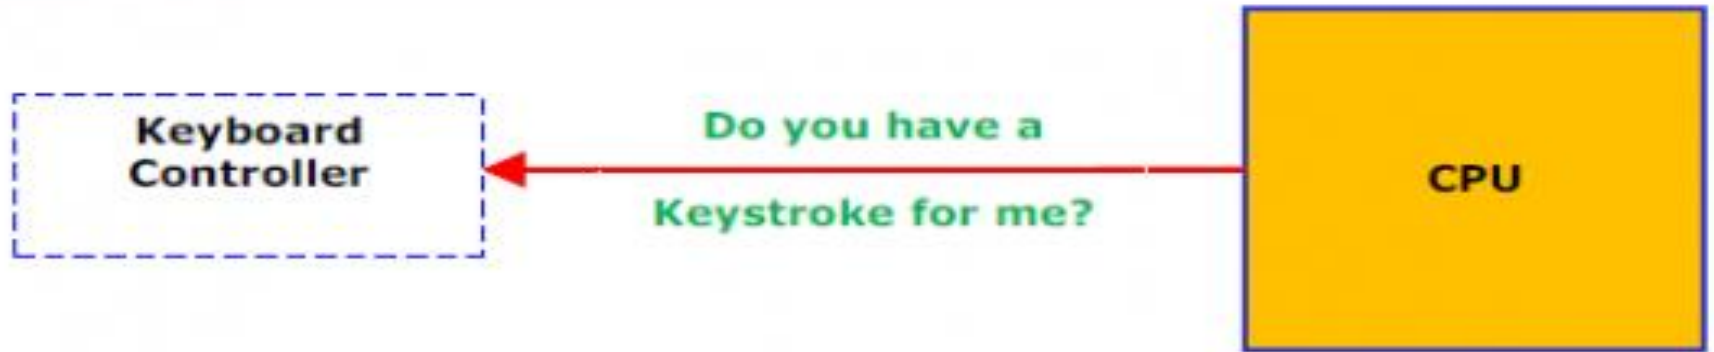 Keyboard
Controller
Do you have a
Keystroke for me?
CPU